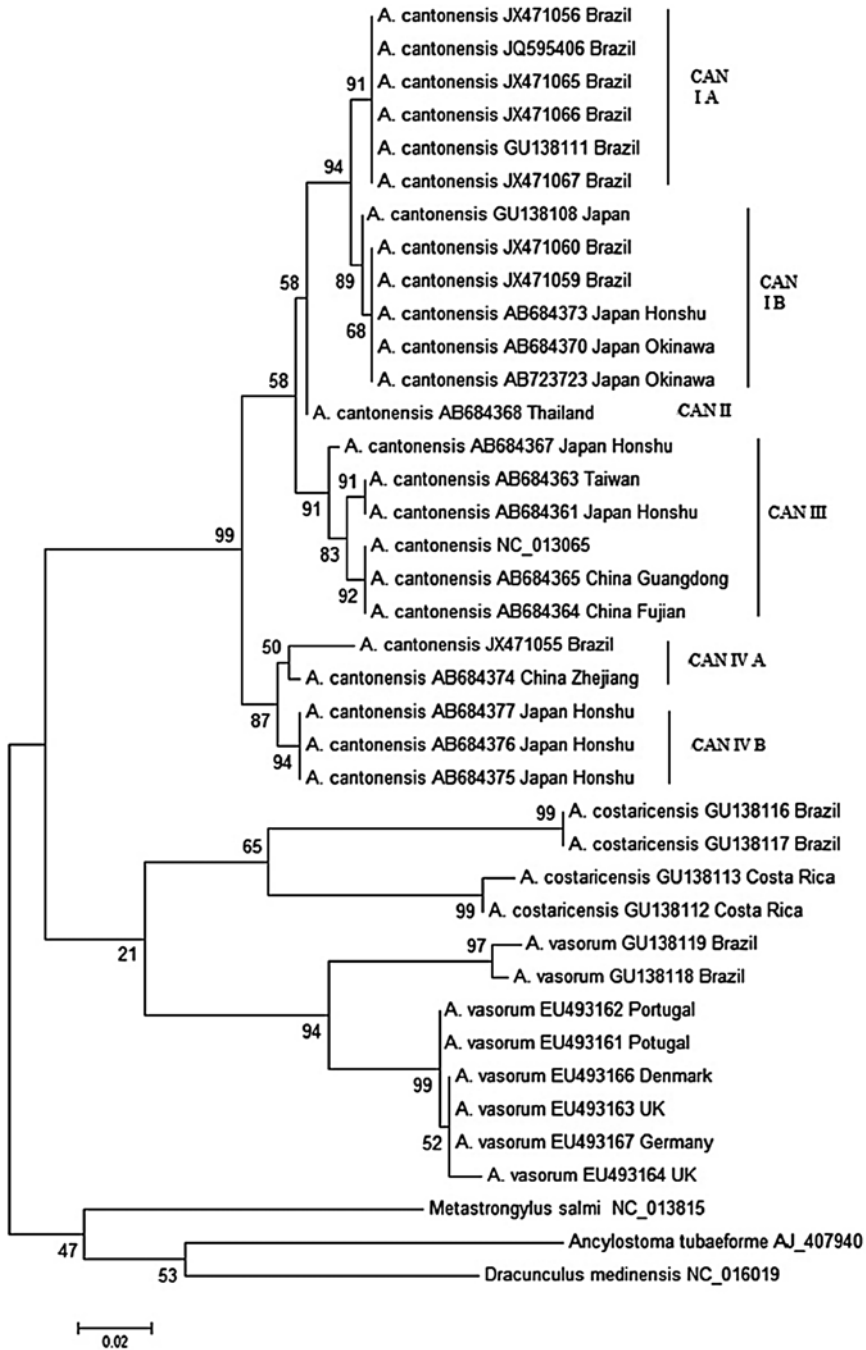 A. cantonensis JX471056 Brazil
A. cantonensis JQ595406 Brazil
91 A. cantonensis JX471065 Brazil CAN
I A
A. cantonensis JX471066 Brazil
A. cantonensis GU138111 Brazil
94
A. cantonensis JX471067 Brazil
A. cantonensis GU138108 Japan
A. cantonensis JX471060 Brazil
89 A. cantonensis JX471059 Brazil CAN
I B
58
A. cantonensis AB684373 Japan Honshu
68
A. cantonensis AB684370 Japan Okinawa
58 A. cantonensis AB723723 Japan Okinawa
A. cantonensis AB684368 Thailand CAN II
A. cantonensis AB684367 Japan Honshu
91 A. cantonensis AB684363 Taiwan
91 A. cantonensis AB684361 Japan Honshu CAN III
99
83 A. cantonensis NC_013065
A. cantonensis AB684365 China Guangdong
92
A. cantonensis AB684364 China Fujian
50 A. cantonensis JX471055 Brazil
CAN IV A
A. cantonensis AB684374 China Zhejiang
87 A. cantonensis AB684377 Japan Honshu
A. cantonensis AB684376 Japan Honshu CAN IV B
94
A. cantonensis AB684375 Japan Honshu
99 A. costaricensis GU138116 Brazil
65 A. costaricensis GU138117 Brazil
A. costaricensis GU138113 Costa Rica
99 A. costaricensis GU138112 Costa Rica
97 A. vasorum GU138119 Brazil
21
A. vasorum GU138118 Brazil
A. vasorum EU493162 Portugal
94
A. vasorum EU493161 Potugal
A. vasorum EU493166 Denmark
99
A. vasorum EU493163 UK
52 A. vasorum EU493167 Germany
A. vasorum EU493164 UK
Metastrongylus salmi NC_013815
47 Ancylostoma tubaeforme AJ_407940
53 Dracunculus medinensis NC_016019
0.02